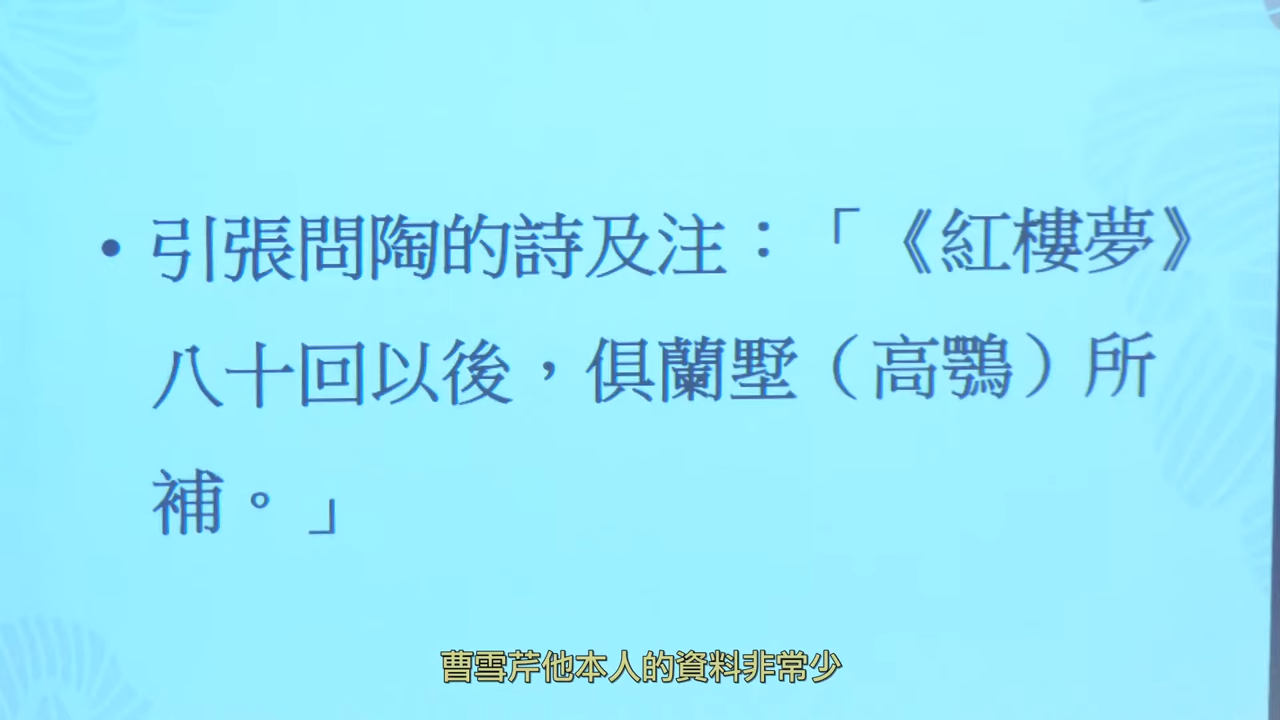 •引張問陶的詩及注：「《紅樓夢》
八十回以後，俱蘭墅（高鶚）所
補。」
曹雪芹他本人的資料非常少